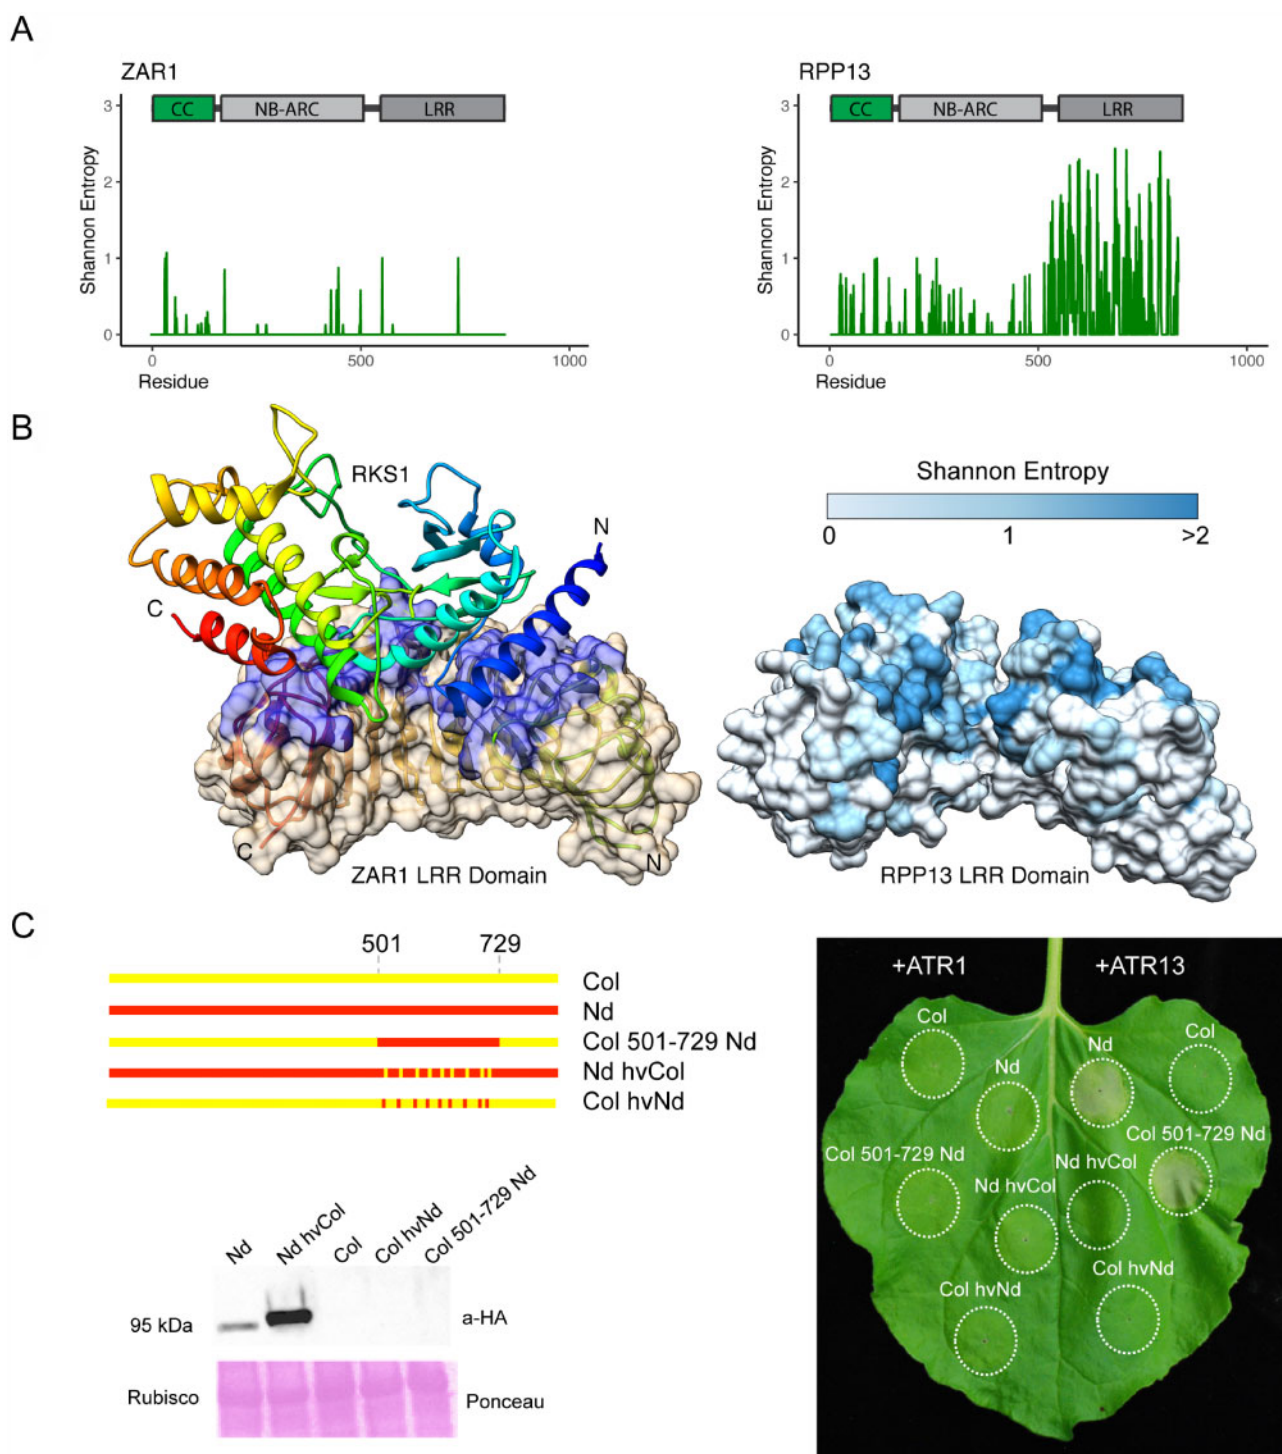 A
ZAR1
CC NB-ARC LRR
3
2
1
0
Shannon Entropy
0 500 1000
Residue
RPP13
CC NB-ARC LRR
3
2
1
0
Shannon Entropy
0 500 1000
Residue
B
RKS1
N
C
C
N
ZAR1 LRR Domain
Shannon Entropy
0 1 >2
RPP13 LRR Domain
C
501 729
Col
Nd
Col 501-729 Nd
Nd hvCol
Col hvNd
Nd Nd hvCol Col Col hvNd Col 501-729 Nd
95 kDa a-HA
Rubisco Ponceau
+ATR1 +ATR13
Col Nd Nd Col
Col 501-729 Nd Nd hvCol Nd hvCol Col 501-729 Nd
Col hvNd Col hvNd